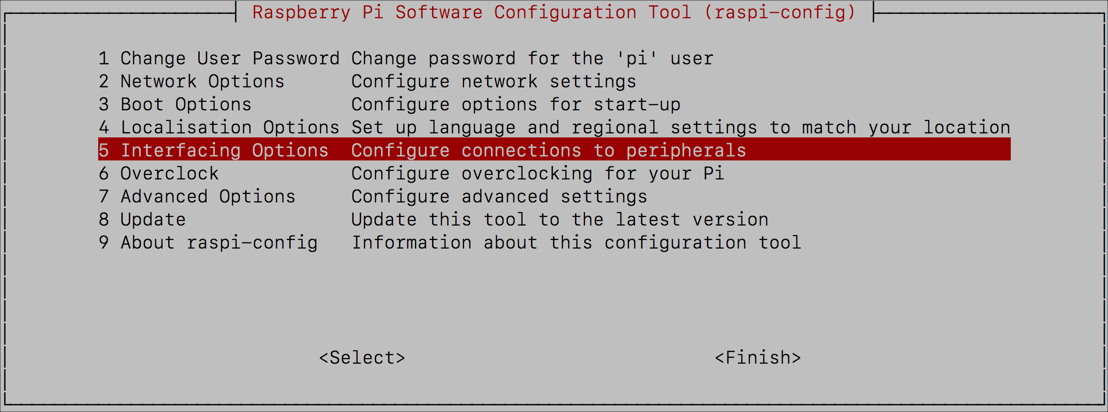 Raspberry Pi Software Configuration Tool (raspi-config)
1 Change User Password Change password for the 'pi' user
2 Network Options Configure network settings
3 Boot Options Configure options for start-up
4 Localisation Options Set up language and regional settings to match your location
5 Interfacing Options Configure connections to peripherals
6 Overclock Configure overclocking for your Pi
7 Advanced Options Configure advanced settings
8 Update Update this tool to the latest version
9 About raspi-config Information about this configuration tool
<Select> <Finish>